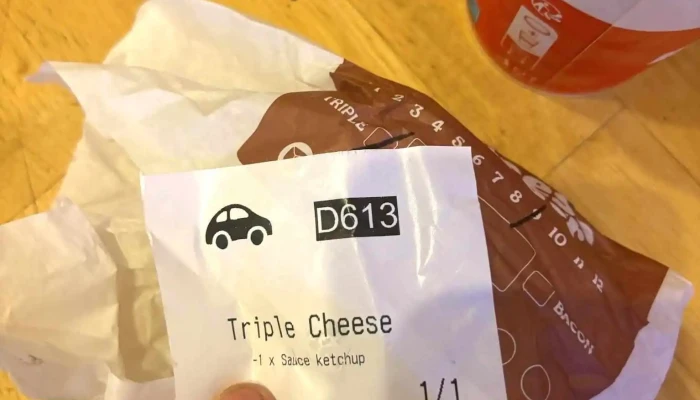 TRIPLE
1 2 3 4 5 6 7 8 9 10 11 12
BACON
D613
Triple Cheese
-1 x Sauce ketchup
1/1